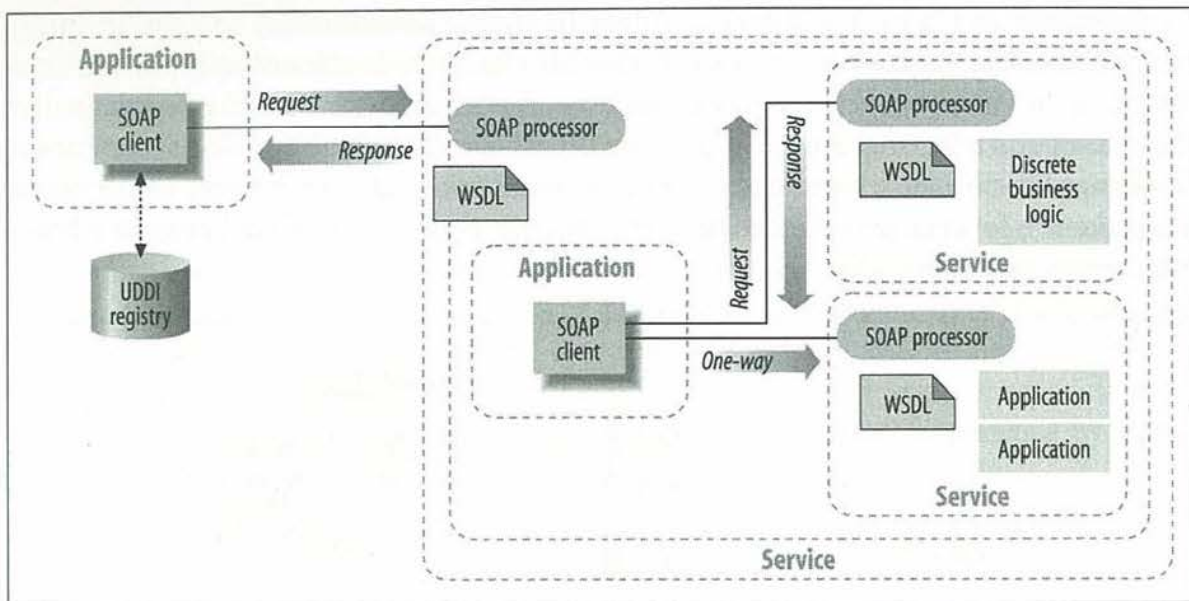 Application
SOAP
client
Request
Response
UDDI
registry
SOAP processor
WSDL
Application
SOAP
client
Request
Response
One-way
SOAP processor
WSDL
Discrete
business
logic
Service
SOAP processor
WSDL
Application
Application
Service
Service